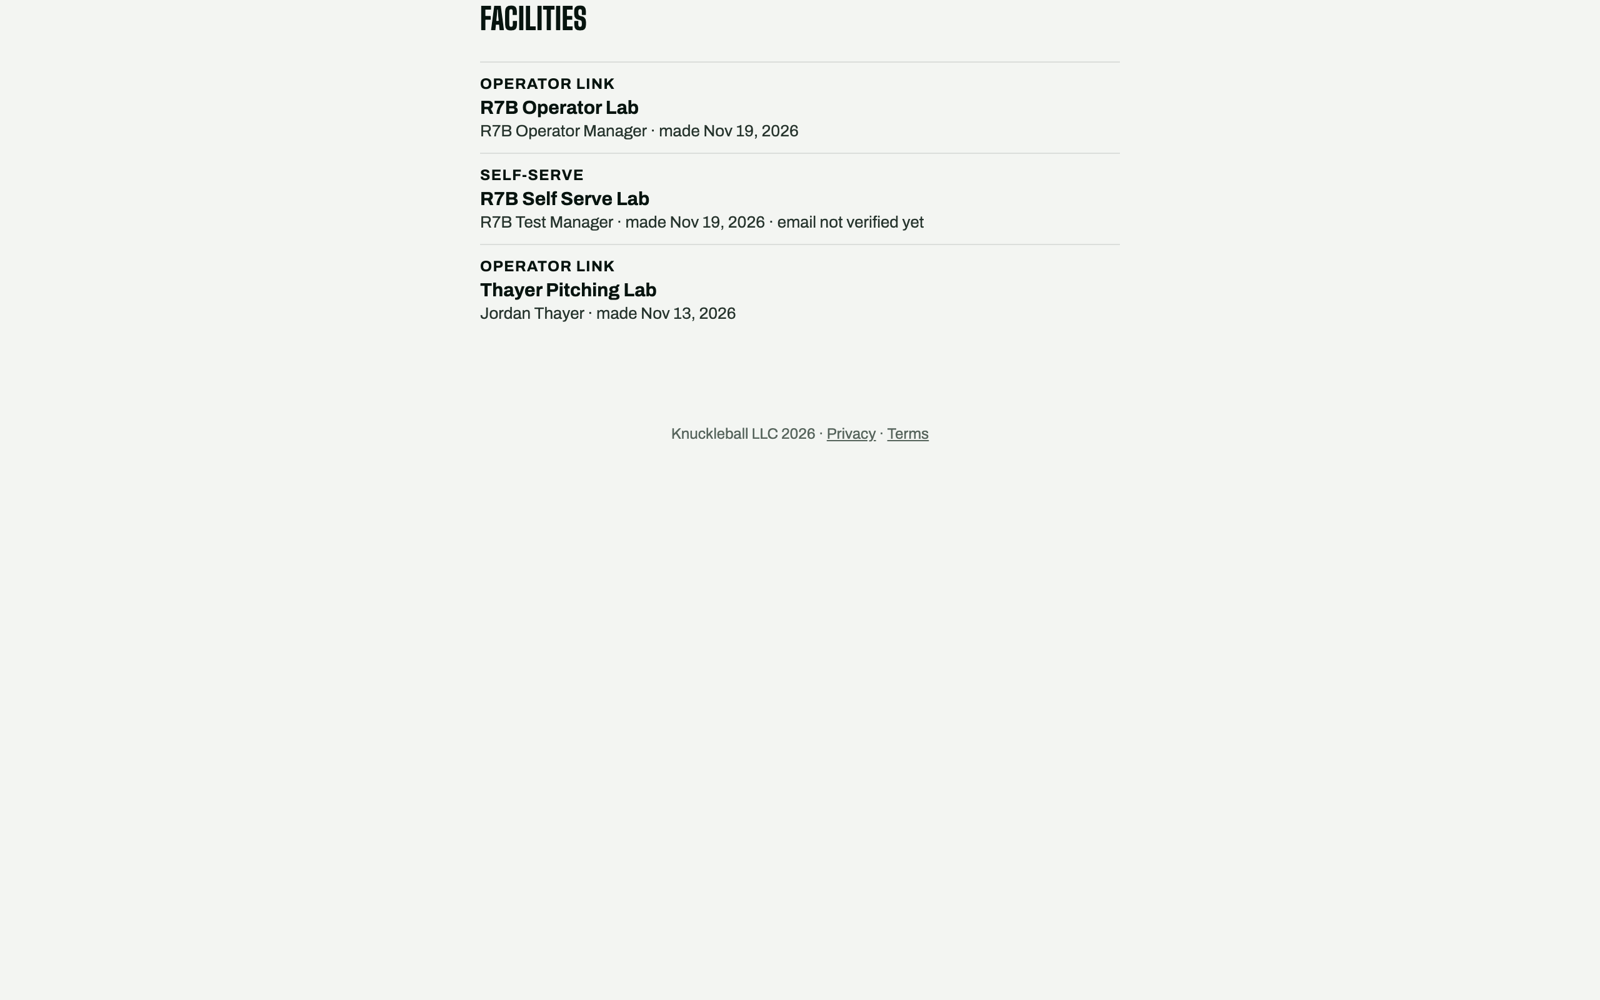 FACILITIES
OPERATOR LINK
R7B Operator Lab
R7B Operator Manager · made Nov 19, 2026
SELF-SERVE
R7B Self Serve Lab
R7B Test Manager · made Nov 19, 2026 · email not verified yet
OPERATOR LINK
Thayer Pitching Lab
Jordan Thayer · made Nov 13, 2026
Knuckleball LLC 2026 · Privacy · Terms